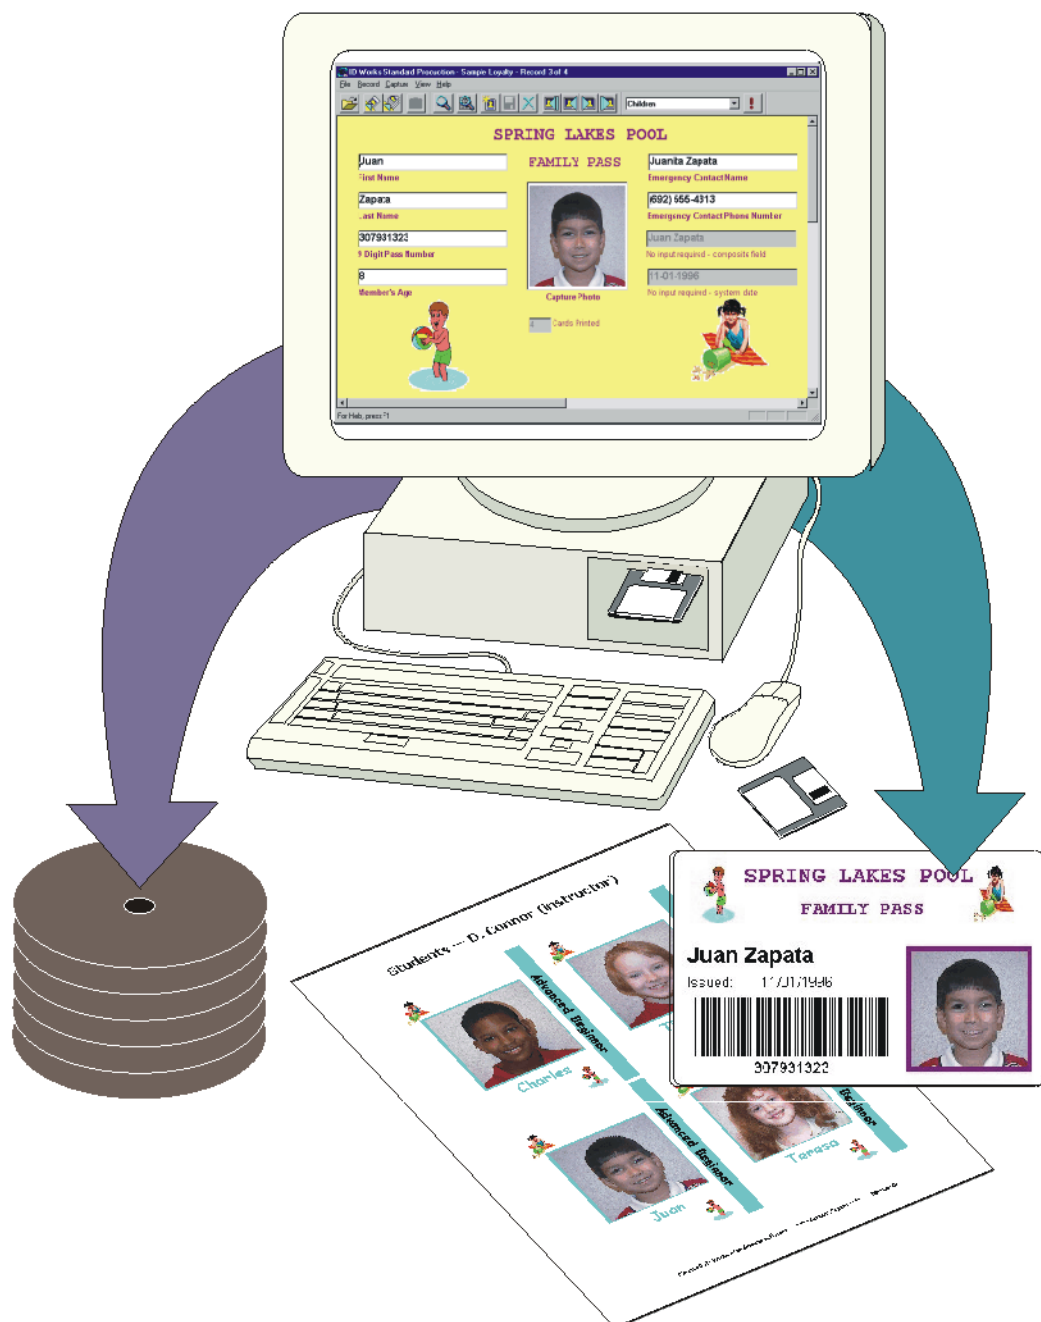 ID Works Standard Production - Sample Loyalty - Record 3 of 4
File Record Capture View Help
Children
SPRING LAKES POOL
FAMILY PASS
Juan
First Name
Zapata
Last Name
307931323
9 Digit Pass Number
8
Member's Age
Capture Photo
Cards Printed
Juanita Zapata
Emergency Contact Name
(692) 555-4313
Emergency Contact Phone Number
Juan Zapata
No input required - composite field
11-01-1996
No input required - system date
For Help, press F1
SPRING LAKES POOL
FAMILY PASS
Juan Zapata
Issued: 11/01/1996
307931323
Students --- D. Connor (instructor)
Advanced Beginner
Charles
Advanced Beginner
Juan
Beginner
Teresa